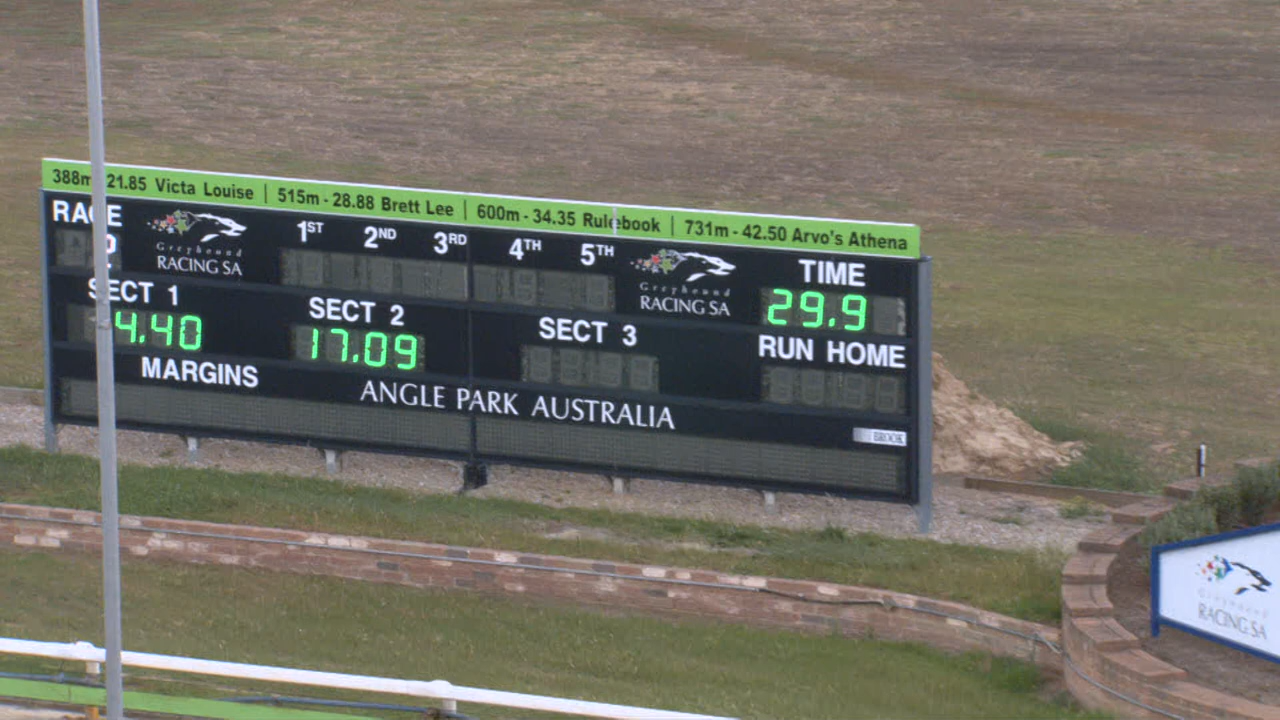 388m 21.85 Victa Louise | 515m - 28.88 Brett Lee | 600m - 34.35 Rulebook | 731m - 42.50 Arvo's Athena
RACE
Greyhound
RACING SA
1ST 2ND 3RD 4TH 5TH
Greyhound
RACING SA
TIME
29.9
SECT 1
4.40
SECT 2
17.09
SECT 3
RUN HOME
MARGINS
ANGLE PARK AUSTRALIA
BROOK
Greyhound
RACING SA